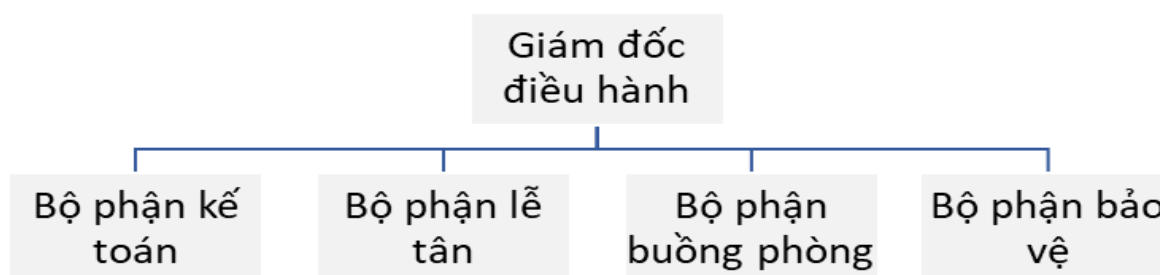 Giám đốc
điều hành
Bộ phận kế
toán
Bộ phận lễ
tân
Bộ phận
buồng phòng
Bộ phận bảo
vệ